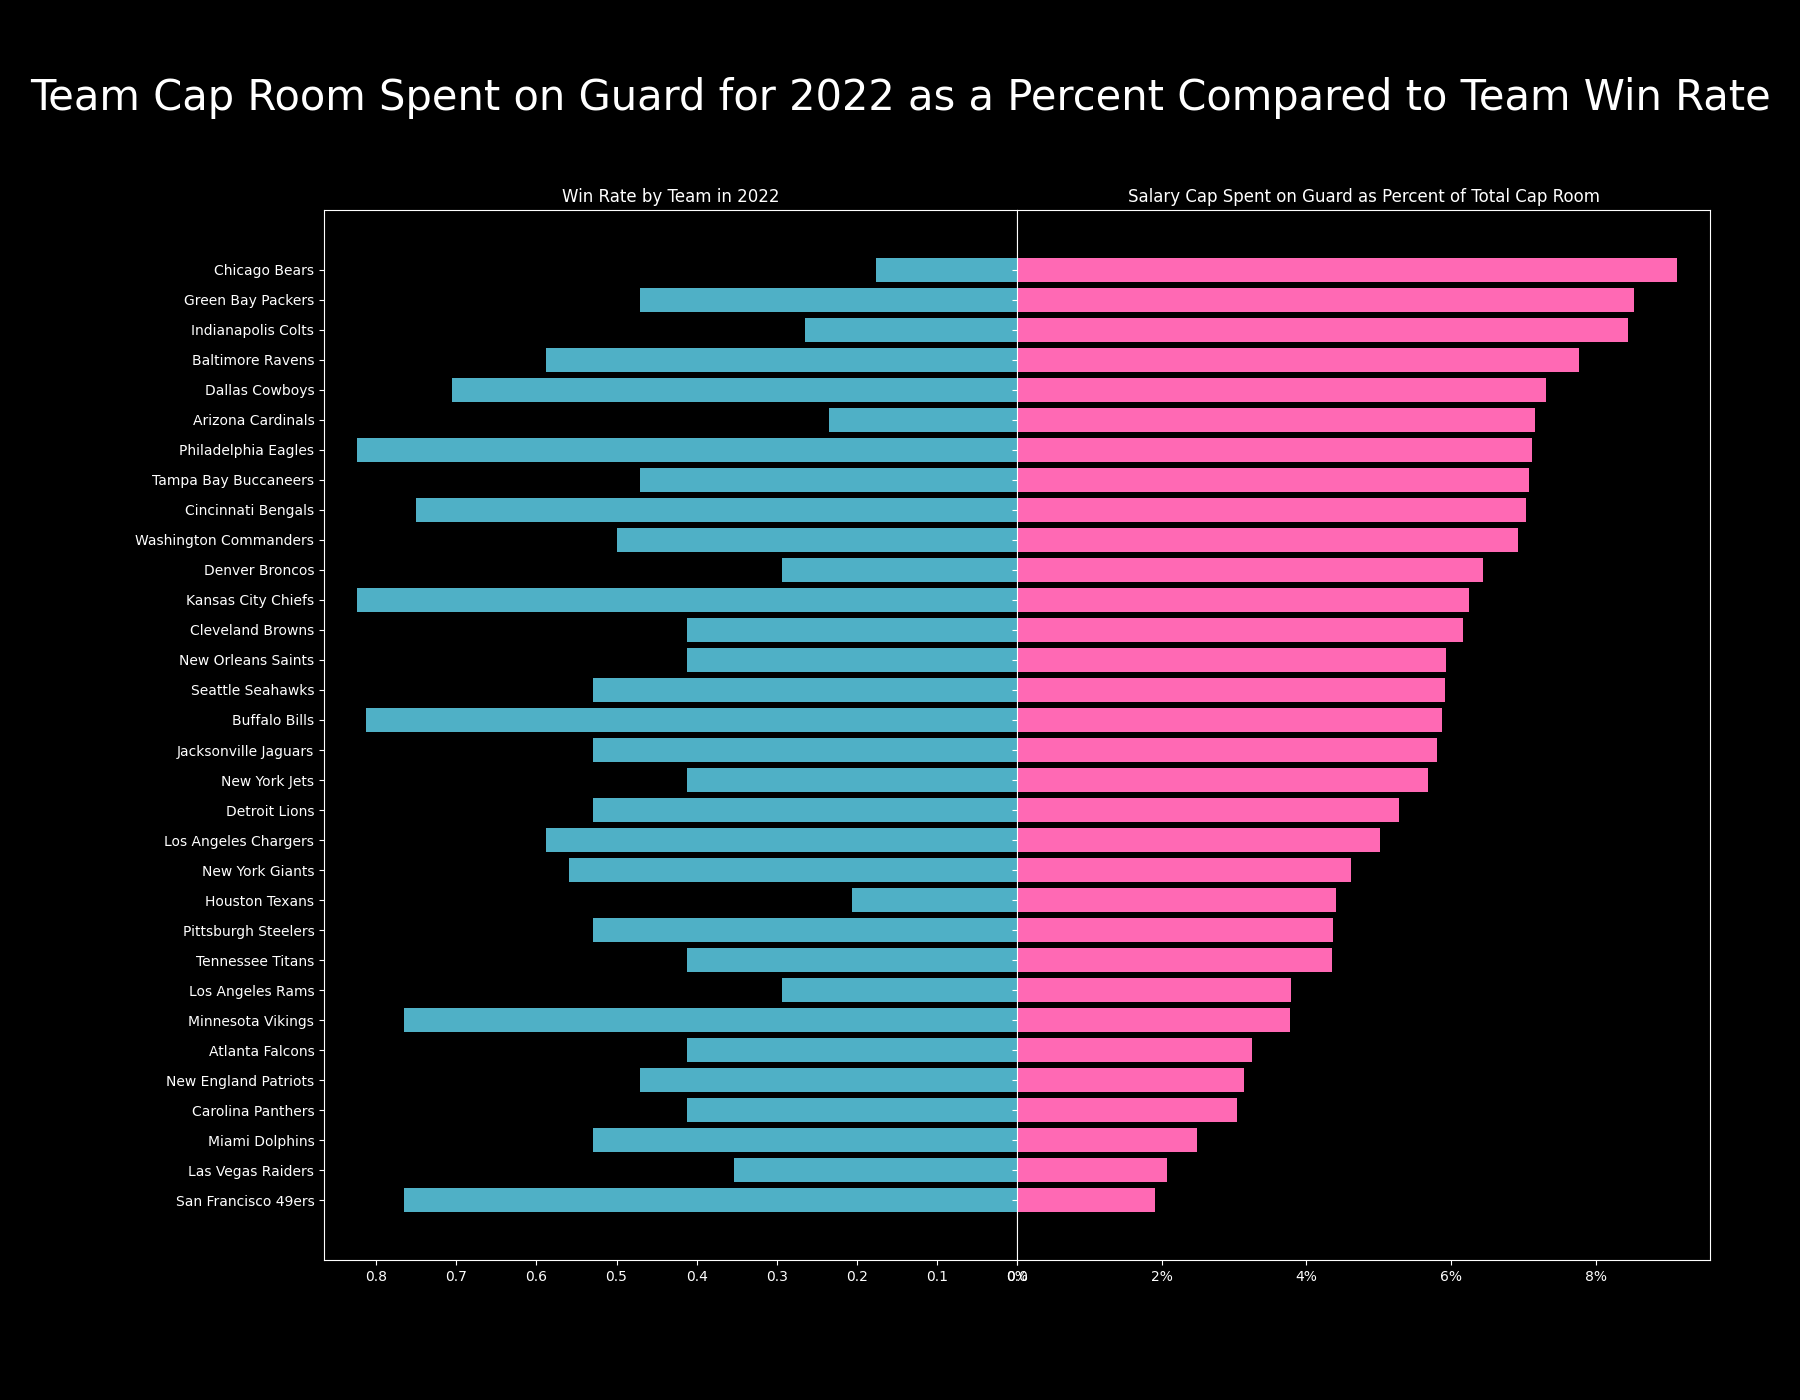 Team Cap Room Spent on Guard for 2022 as a Percent Compared to Team Win Rate
Win Rate by Team in 2022
Salary Cap Spent on Guard as Percent of Total Cap Room
Chicago Bears
Green Bay Packers
Indianapolis Colts
Baltimore Ravens
Dallas Cowboys
Arizona Cardinals
Philadelphia Eagles
Tampa Bay Buccaneers
Cincinnati Bengals
Washington Commanders
Denver Broncos
Kansas City Chiefs
Cleveland Browns
New Orleans Saints
Seattle Seahawks
Buffalo Bills
Jacksonville Jaguars
New York Jets
Detroit Lions
Los Angeles Chargers
New York Giants
Houston Texans
Pittsburgh Steelers
Tennessee Titans
Los Angeles Rams
Minnesota Vikings
Atlanta Falcons
New England Patriots
Carolina Panthers
Miami Dolphins
Las Vegas Raiders
San Francisco 49ers
0.8 0.7 0.6 0.5 0.4 0.3 0.2 0.1 0.0
0% 2% 4% 6% 8%